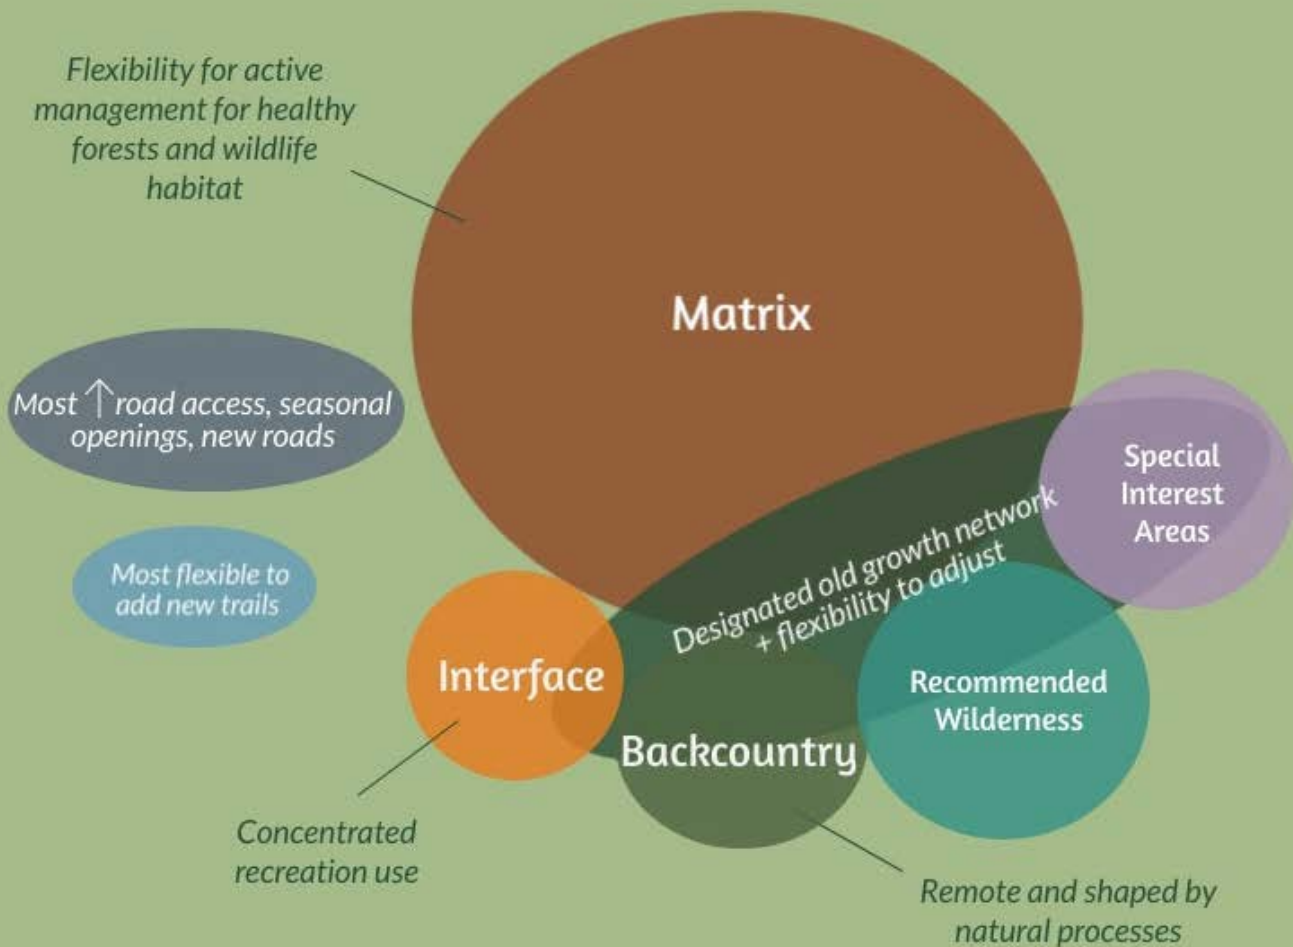 Flexibility for active
management for healthy
forests and wildlife
habitat
Matrix
Most ↑ road access, seasonal
openings, new roads
Special
Interest
Areas
Designated old growth network
+ flexibility to adjust
Most flexible to
add new trails
Interface
Recommended
Wilderness
Backcountry
Concentrated
recreation use
Remote and shaped by
natural processes